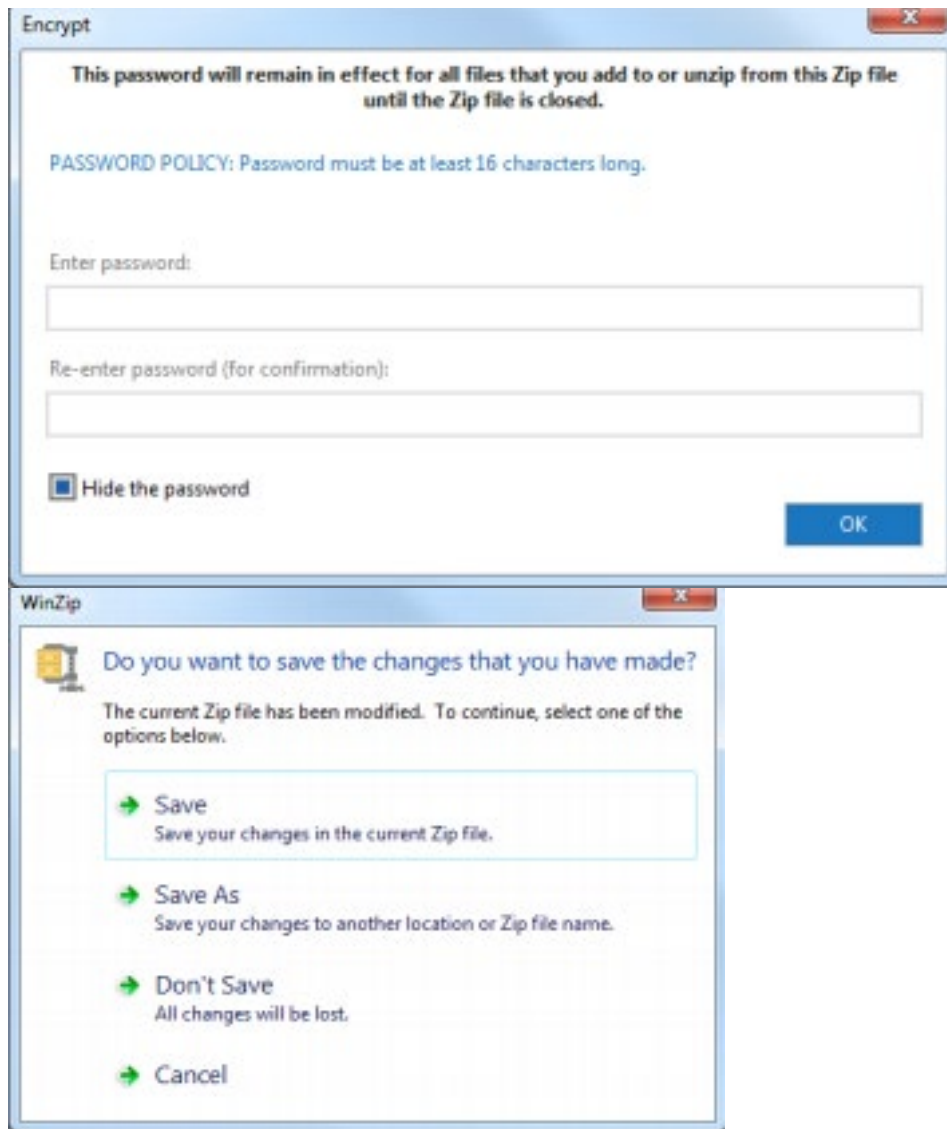 Encrypt
This password will remain in effect for all files that you add to or unzip from this Zip file
until the Zip file is closed.
PASSWORD POLICY: Password must be at least 16 characters long.
Enter password:
Re-enter password (for confirmation):
Hide the password
OK
WinZip
Do you want to save the changes that you have made?
The current Zip file has been modified. To continue, select one of the
options below.
Save
Save your changes in the current Zip file.
Save As
Save your changes to another location or Zip file name.
Don't Save
All changes will be lost.
Cancel